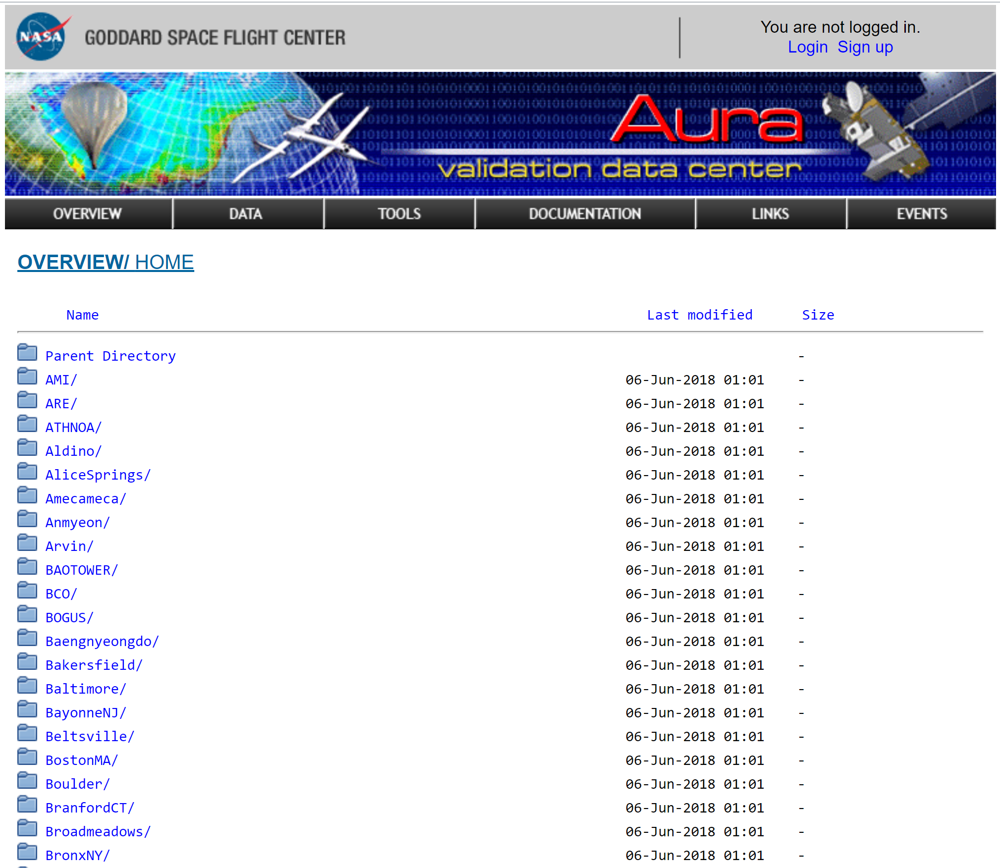 NASA GODDARD SPACE FLIGHT CENTER
You are not logged in.
Login Sign up
Aura
validation data center
OVERVIEW DATA TOOLS DOCUMENTATION LINKS EVENTS
OVERVIEW/ HOME
Name Last modified Size
Parent Directory -
AMI/ 06-Jun-2018 01:01 -
ARE/ 06-Jun-2018 01:01 -
ATHNOA/ 06-Jun-2018 01:01 -
Aldino/ 06-Jun-2018 01:01 -
AliceSprings/ 06-Jun-2018 01:01 -
Amecameca/ 06-Jun-2018 01:01 -
Anmyeon/ 06-Jun-2018 01:01 -
Arvin/ 06-Jun-2018 01:01 -
BAOTOWER/ 06-Jun-2018 01:01 -
BCO/ 06-Jun-2018 01:01 -
BOGUS/ 06-Jun-2018 01:01 -
Baengnyeongdo/ 06-Jun-2018 01:01 -
Bakersfield/ 06-Jun-2018 01:01 -
Baltimore/ 06-Jun-2018 01:01 -
BayonneNJ/ 06-Jun-2018 01:01 -
Beltsville/ 06-Jun-2018 01:01 -
BostonMA/ 06-Jun-2018 01:01 -
Boulder/ 06-Jun-2018 01:01 -
BranfordCT/ 06-Jun-2018 01:01 -
Broadmeadows/ 06-Jun-2018 01:01 -
BronxNY/ 06-Jun-2018 01:01 -